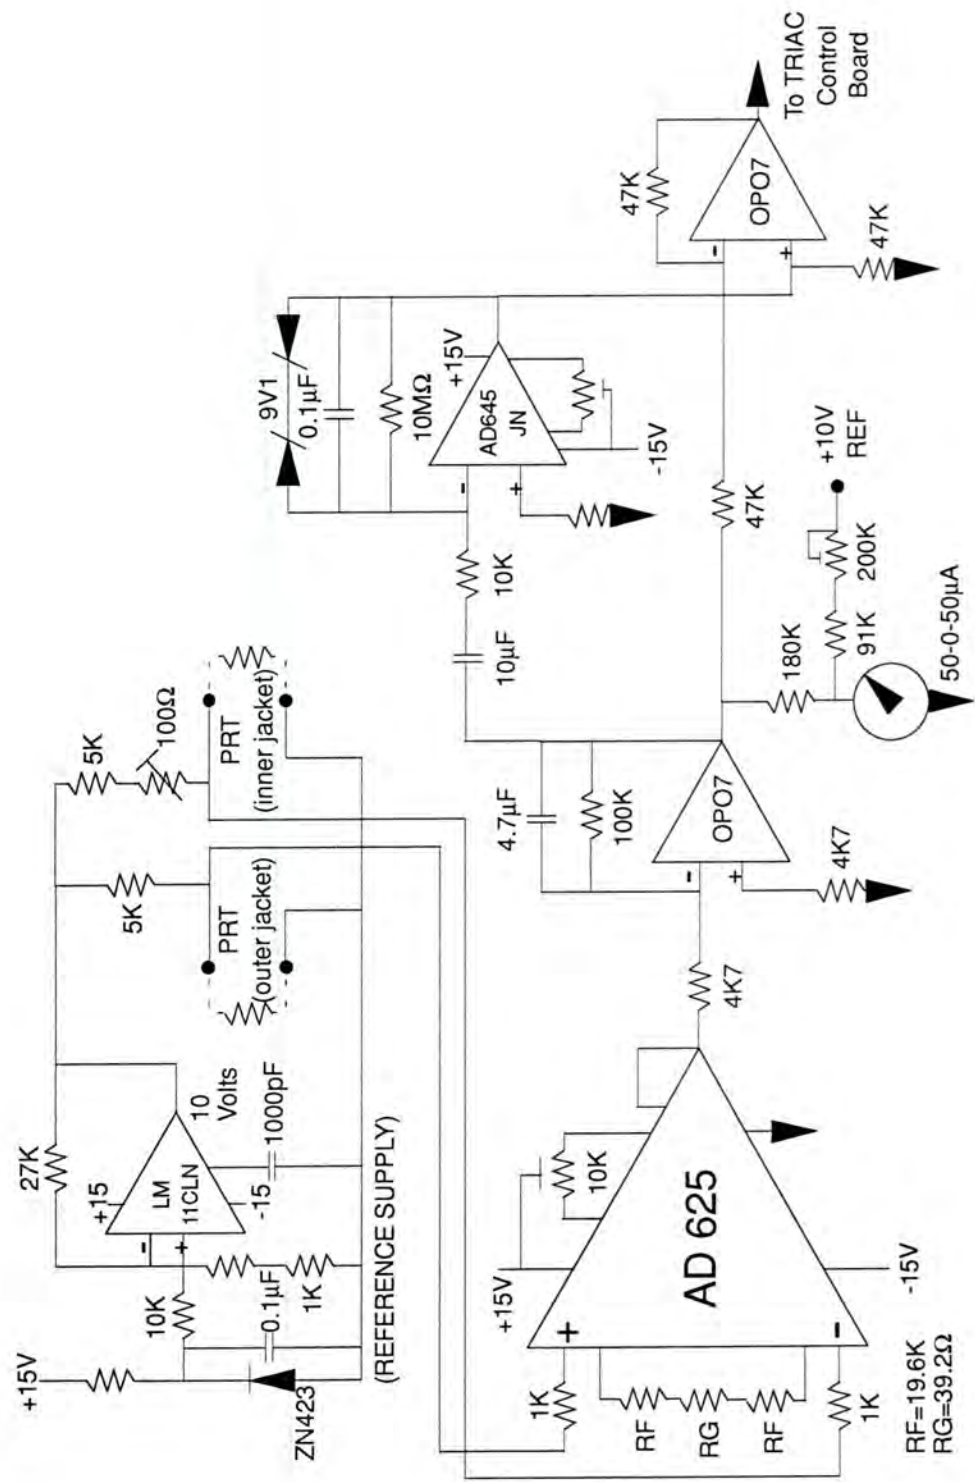 +15V
ZN423
10K
0.1µF
1K
27K
+15
-
+
LM
11CLN
-15
10
Volts
1000pF
(REFERENCE SUPPLY)
5K
PRT
(outer jacket)
5K
100Ω
PRT
(inner jacket)
+15V
10K
1K
+
RF
RG
RF
-
1K
AD 625
-15V
RF=19.6K
RG=39.2Ω
4K7
4.7µF
100K
-
+
OPO7
4K7
10µF
10K
9V1
0.1µF
10MΩ
-
+
AD645
JN
+15V
-15V
180K
91K
200K
+10V
REF
50-0-50µA
47K
47K
-
+
OPO7
47K
To TRIAC
Control
Board